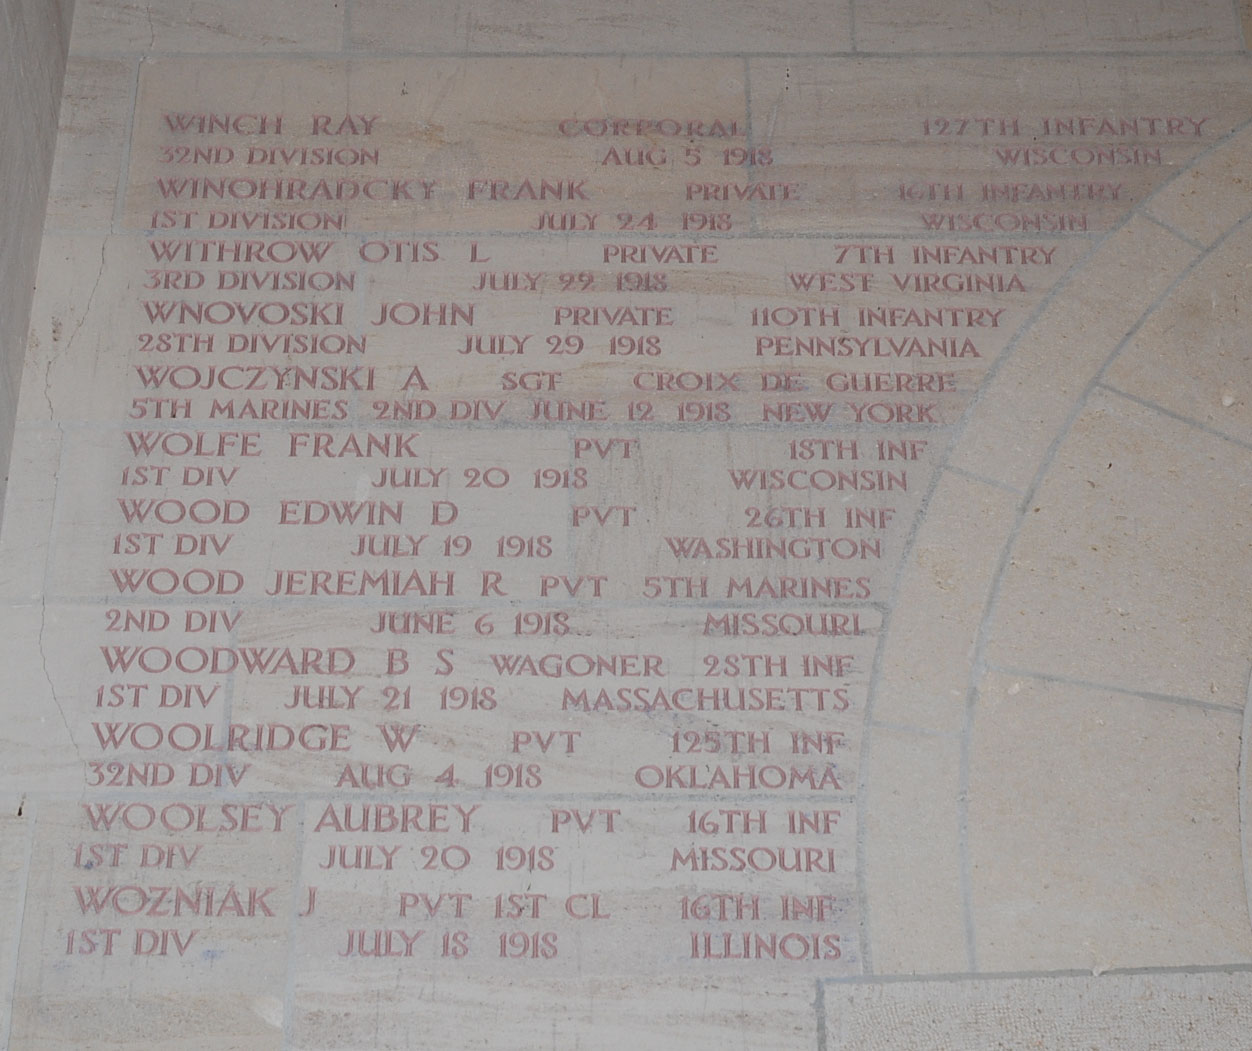 WINCH RAY CORPORAL 127TH INFANTRY
32ND DIVISION AUG 5 1918 WISCONSIN
WINOHRADCKY FRANK PRIVATE 16TH INFANTRY
1ST DIVISION JULY 24 1918 WISCONSIN
WITHROW OTIS L PRIVATE 7TH INFANTRY
3RD DIVISION JULY 22 1918 WEST VIRGINIA
WNOVOSKI JOHN PRIVATE 110TH INFANTRY
28TH DIVISION JULY 29 1918 PENNSYLVANIA
WOJCZYNSKI A SGT CROIX DE GUERRE
5TH MARINES 2ND DIV JUNE 12 1918 NEW YORK
WOLFE FRANK PVT 18TH INF
1ST DIV JULY 20 1918 WISCONSIN
WOOD EDWIN D PVT 26TH INF
1ST DIV JULY 19 1918 WASHINGTON
WOOD JEREMIAH R PVT 5TH MARINES
2ND DIV JUNE 6 1918 MISSOURI
WOODWARD B S WAGONER 28TH INF
1ST DIV JULY 21 1918 MASSACHUSETTS
WOOLRIDGE W PVT 125TH INF
32ND DIV AUG 4 1918 OKLAHOMA
WOOLSEY AUBREY PVT 16TH INF
1ST DIV JULY 20 1918 MISSOURI
WOZNIAK J PVT 1ST CL 16TH INF
1ST DIV JULY 18 1918 ILLINOIS